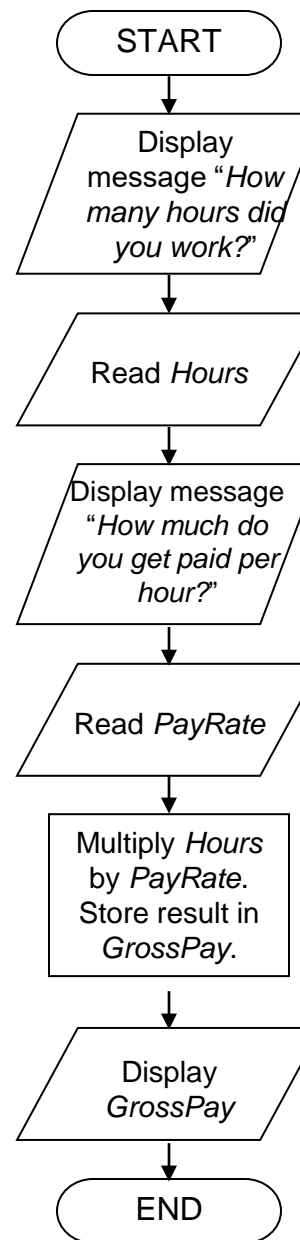 START
Display
message “How
many hours did
you work?”
Read Hours
Display message
“How much do
you get paid per
hour?”
Read PayRate
Multiply Hours
by PayRate.
Store result in
GrossPay.
Display
GrossPay
END